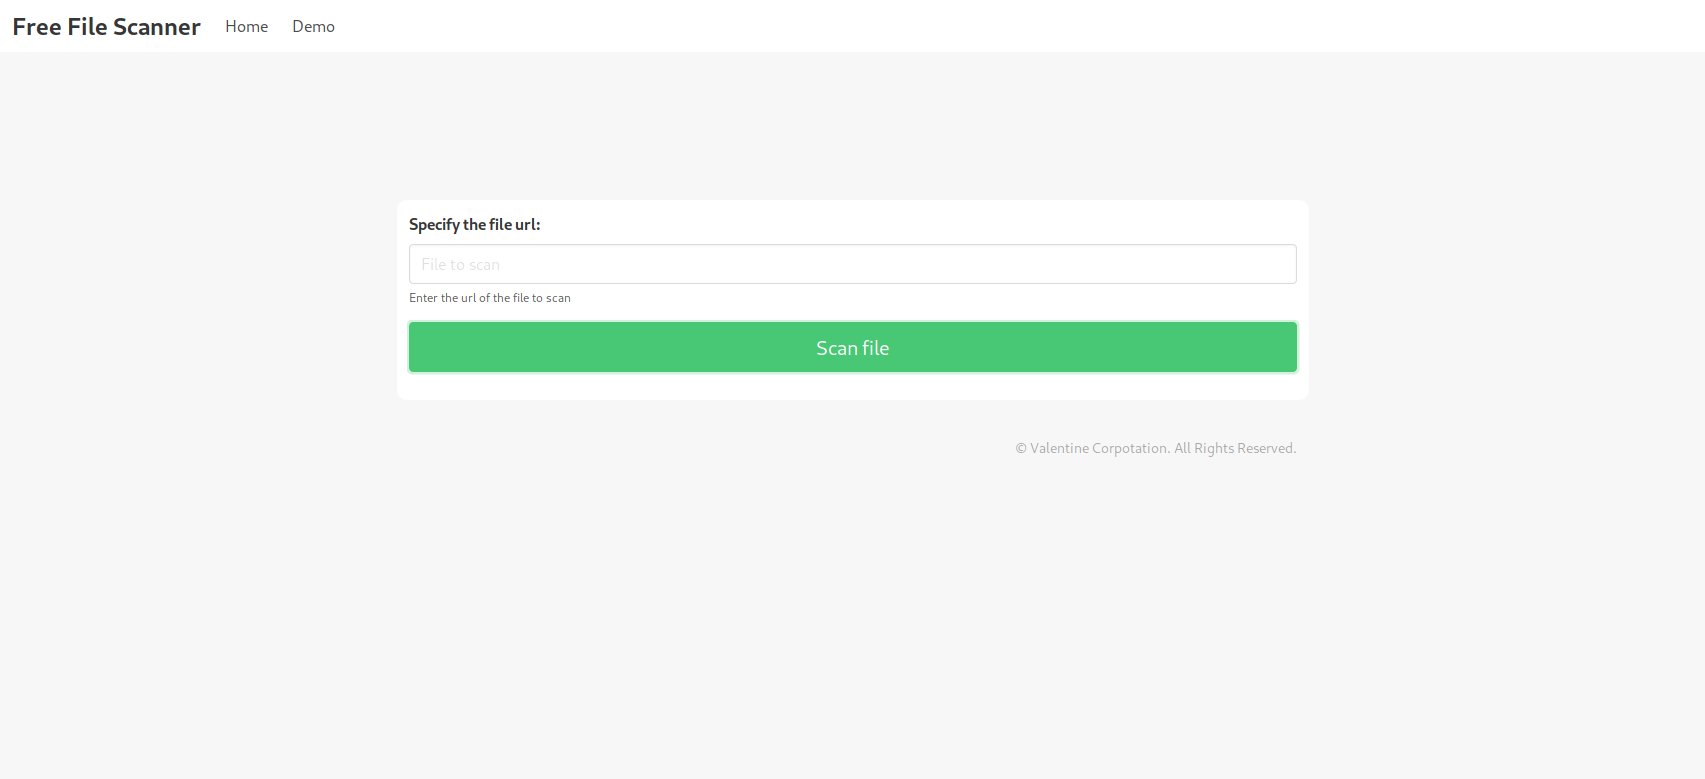 Free File Scanner Home Demo
Specify the file url:
File to scan
Enter the url of the file to scan
Scan file
© Valentine Corpotation. All Rights Reserved.